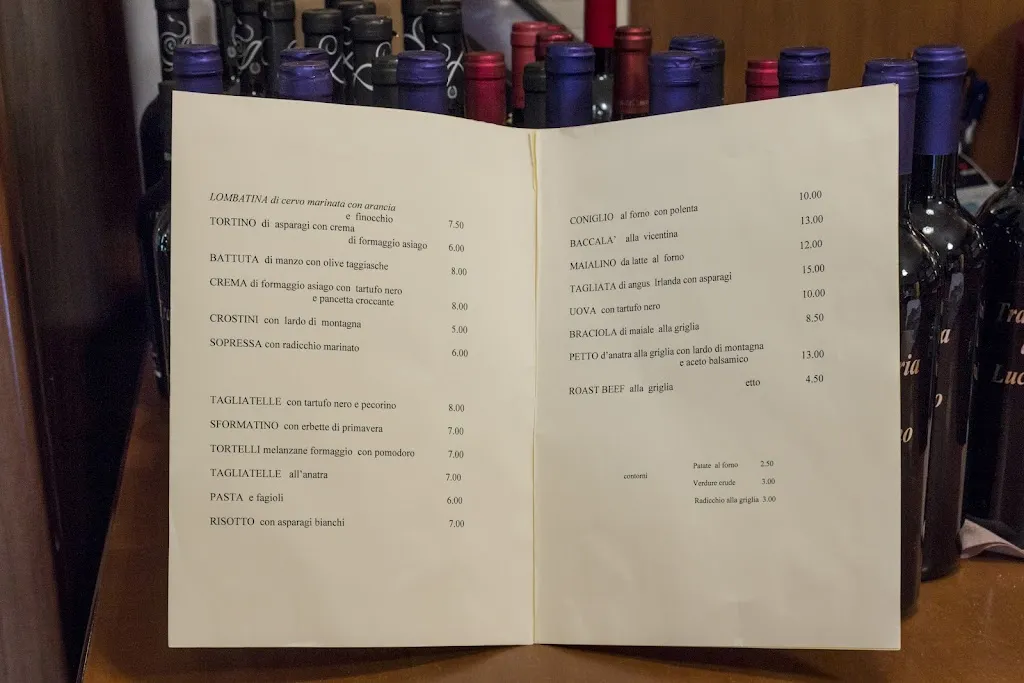 LOMBATINA di cervo marinata con arancia
e finocchio 7.50
TORTINO di asparagi con crema
di formaggio asiago 6.00
BATTUTA di manzo con olive taggiasche 8.00
CREMA di formaggio asiago con tartufo nero
e pancetta croccante 8.00
CROSTINI con lardo di montagna 5.00
SOPRESSA con radicchio marinato 6.00
TAGLIATELLE con tartufo nero e pecorino 8.00
SFORMATINO con erbette di primavera 7.00
TORTELLI melanzane formaggio con pomodoro 7.00
TAGLIATELLE all'anatra 7.00
PASTA e fagioli 6.00
RISOTTO con asparagi bianchi 7.00
CONIGLIO al forno con polenta 10.00
BACCALA' alla vicentina 13.00
MAIALINO da latte al forno 12.00
TAGLIATA di angus Irlanda con asparagi 15.00
UOVA con tartufo nero 10.00
BRACIOLA di maiale alla griglia 8.50
PETTO d'anatra alla griglia con lardo di montagna
e aceto balsamico 13.00
ROAST BEEF alla griglia etto 4.50
contorni
Patate al forno 2.50
Verdure crude 3.00
Radicchio alla griglia 3.00